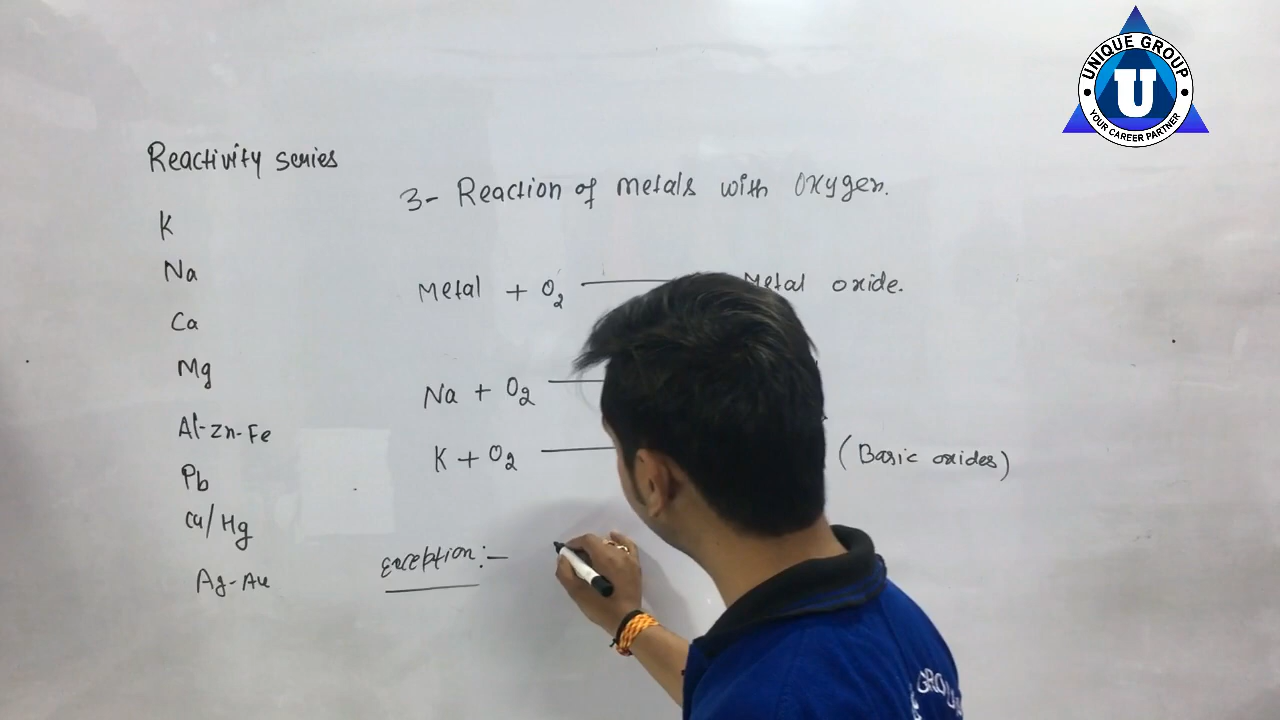 UNIQUE GROUP
U
YOUR CAREER PARTNER
Reactivity series
K
Na
Ca
Mg
Al-Zn-Fe
Pb
Cu/Hg
Ag-Au
3- Reaction of metals with Oxygen.
Metal + O2 Metal oxide.
Na + O2
K + O2 (Basic oxides)
exception:-